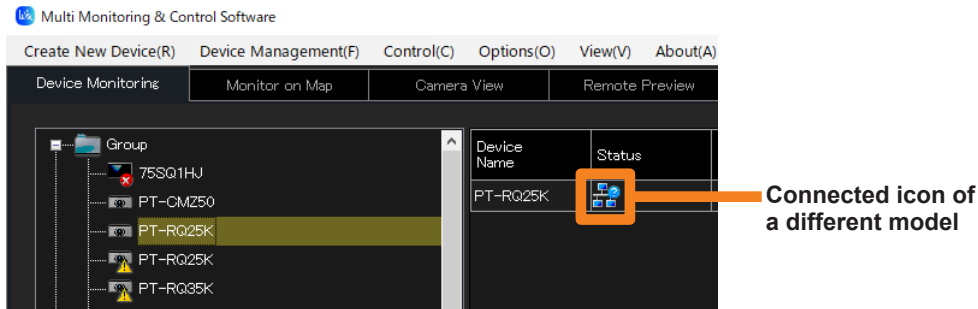 Multi Monitoring & Control Software
Create New Device(R) Device Management(F) Control(C) Options(O) View(V) About(A)
Device Monitoring Monitor on Map Camera View Remote Preview
Group
75SQ1HJ
PT-CMZ50
PT-RQ25K
PT-RQ25K
PT-RQ35K
Device
Name
Status
PT-RQ25K
Connected icon of
a different model